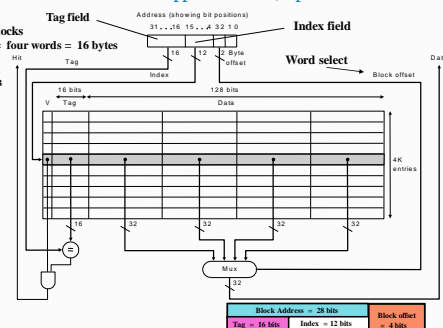 Tag field
Address (showing bit positions)
31...16 15...4 3 2 1 0
Index field
locks
four words = 16 bytes
Hit
Tag
16
12
2 Byte
offset
Index
Word select
Block offset
16 bits
128 bits
V
Tag
Data
4K
entries
16
32
32
32
32
=
Mux
32
Block Address = 28 bits
Tag = 16 bits
Index = 12 bits
Block offset
= 4 bits